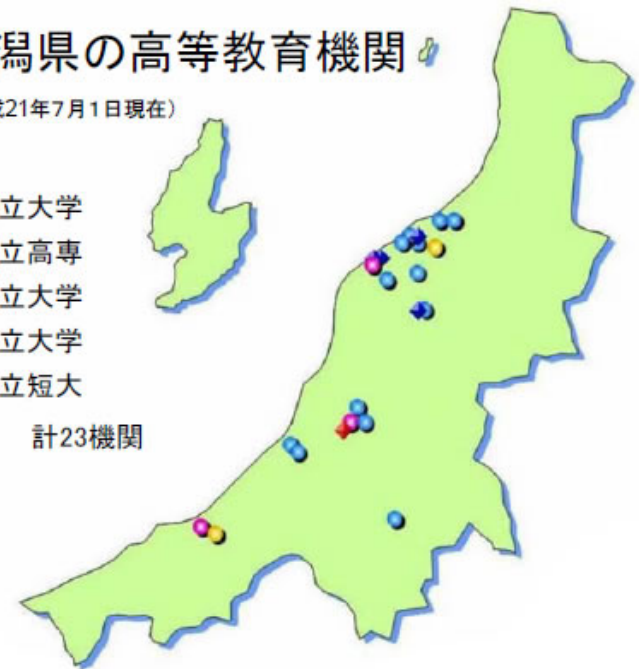 潟県の高等教育機関
成21年7月1日現在）
立大学
立高専
立大学
立大学
立短大
計23機関